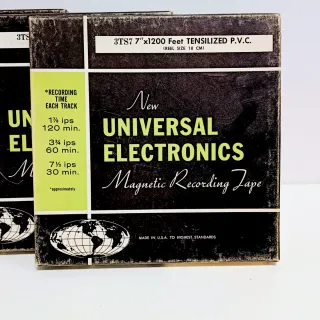 3TS7 7"x1200 Feet TENSILIZED P.V.C.
(REEL SIZE 18 CM)
*RECORDING
TIME
EACH TRACK
1⅞ ips
120 min.
3¾ ips
60 min.
7½ ips
30 min.
*approximately
New
UNIVERSAL
ELECTRONICS
Magnetic Recording Tape
MADE IN U.S.A. TO HIGHEST STANDARDS
UN
ELE